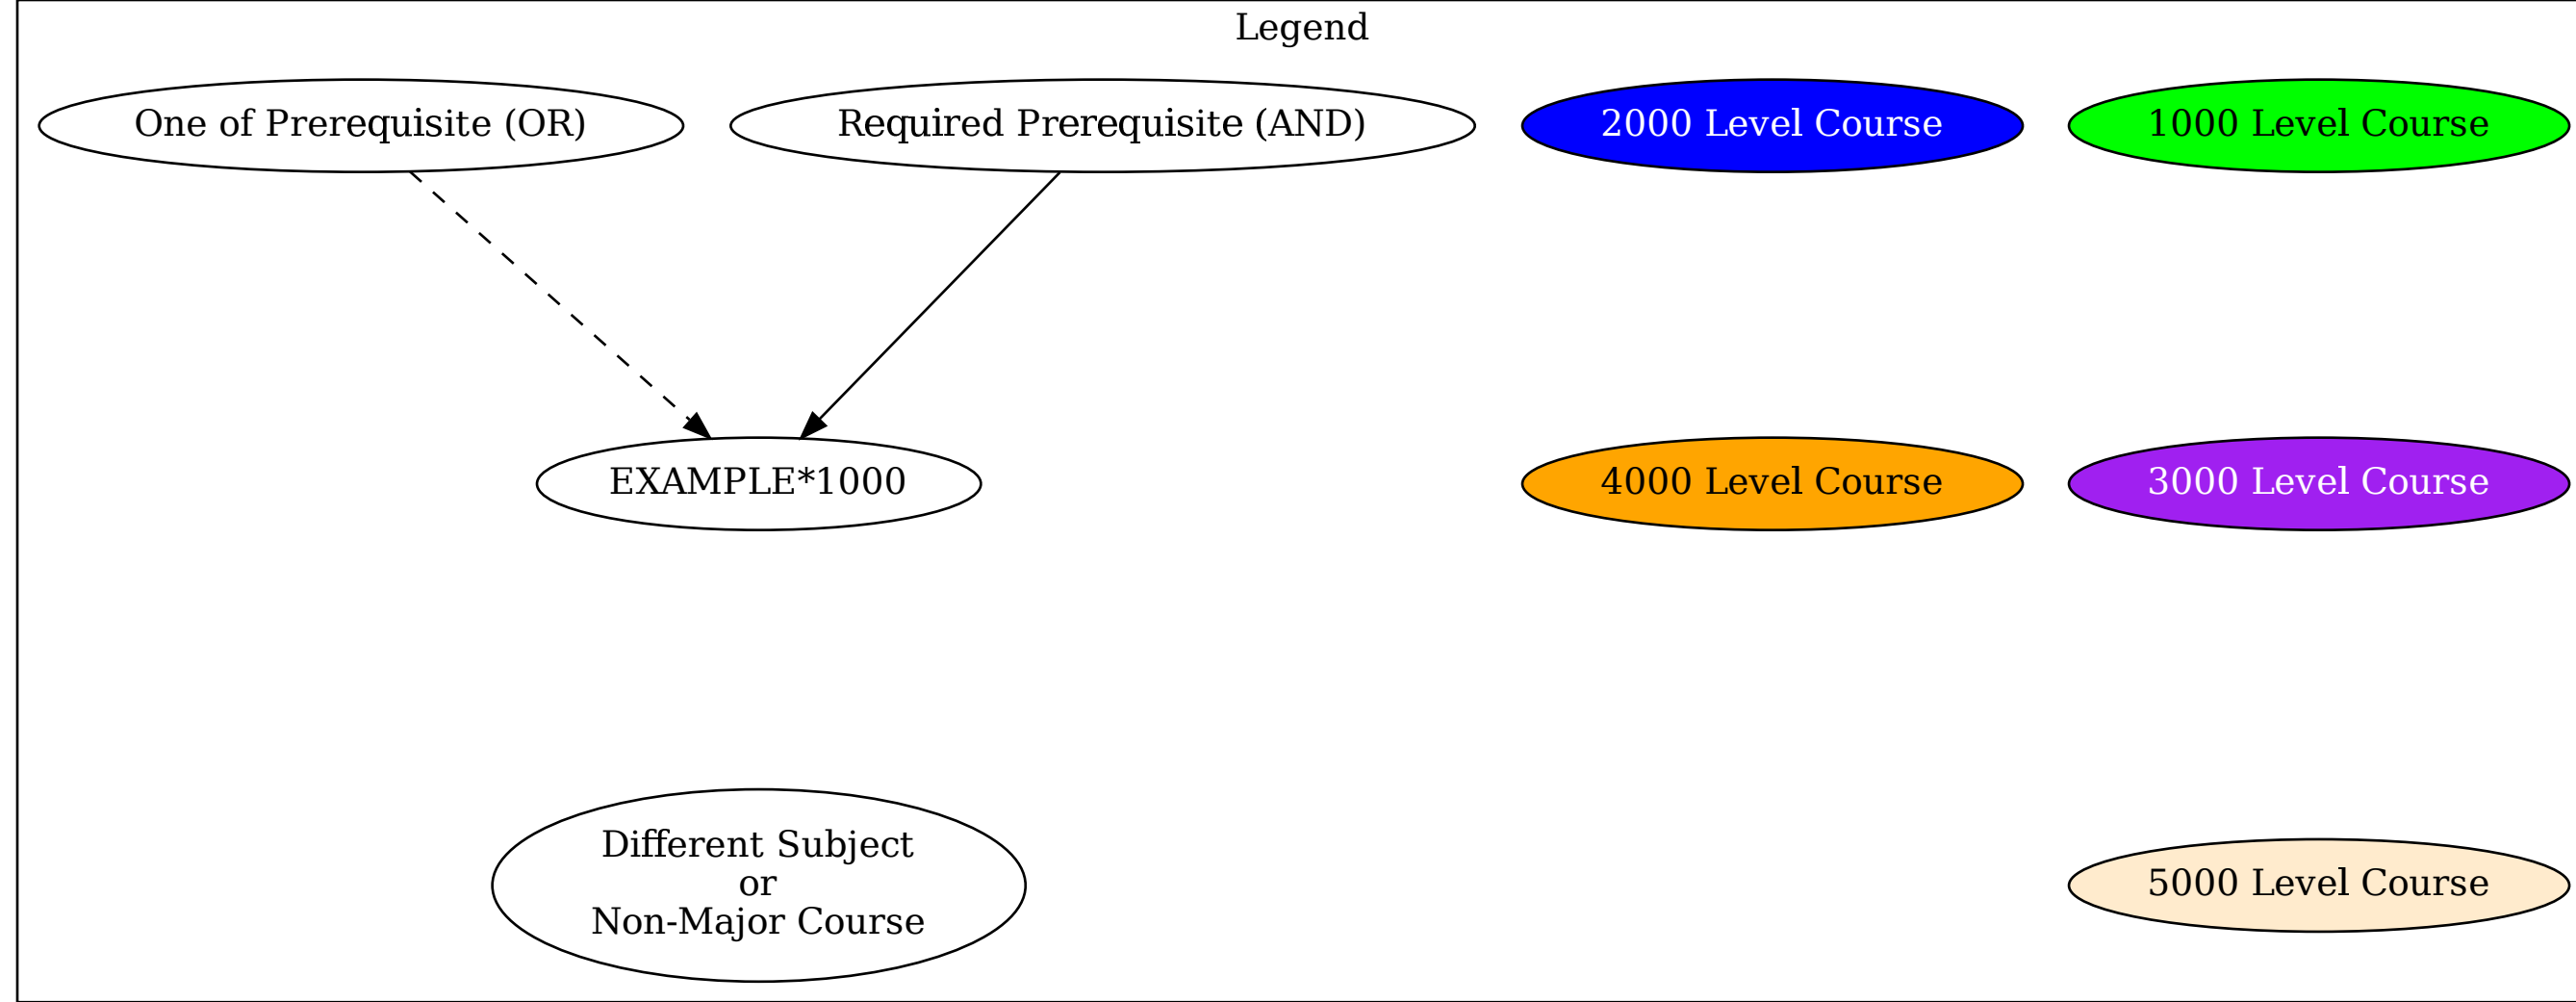 Legend
One of Prerequisite (OR)
Required Prerequisite (AND)
2000 Level Course
1000 Level Course
EXAMPLE*1000
4000 Level Course
3000 Level Course
Different Subject
or
Non-Major Course
5000 Level Course